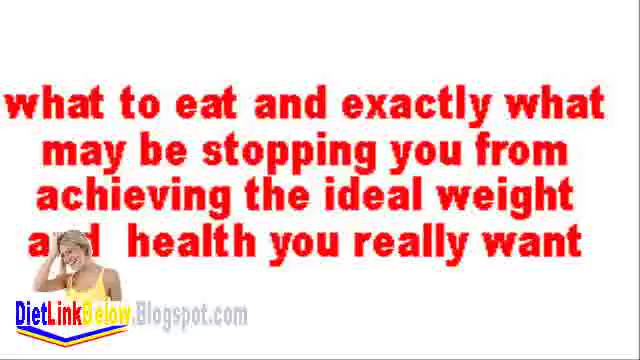 what to eat and exactly what
may be stopping you from
achieving the ideal weight
and health you really want
DietLinkBelow.Blogspot.com